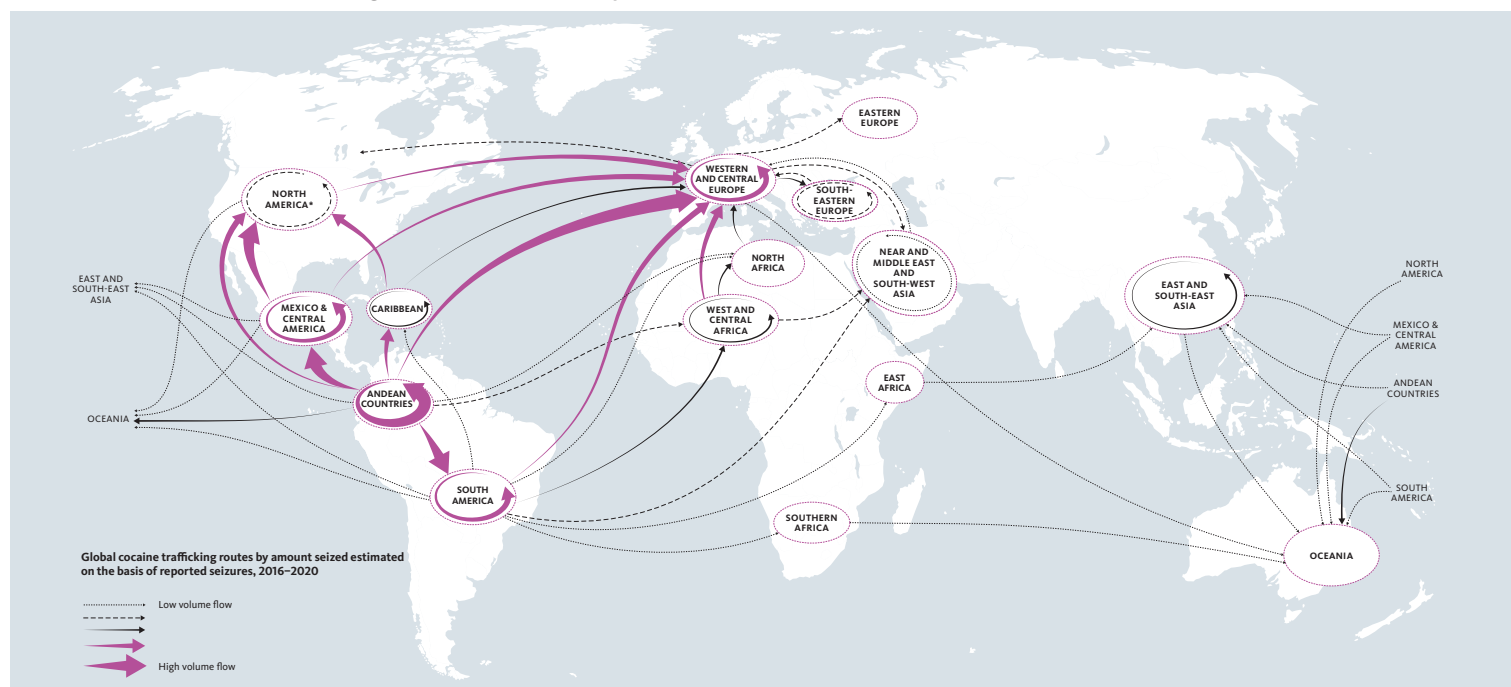 EASTERN
EUROPE
WESTERN
AND CENTRAL
EUROPE
NORTH
AMERICA*
SOUTH-
EASTERN
EUROPE
NORTH
AFRICA
NEAR AND
MIDDLE EAST
AND
SOUTH-WEST
ASIA
EAST AND
SOUTH-EAST
ASIA
MEXICO &
CENTRAL
AMERICA
CARIBBEAN
WEST AND
CENTRAL
AFRICA
EAST AND
SOUTH-EAST
ASIA
NORTH
AMERICA
MEXICO &
CENTRAL
AMERICA
ANDEAN
COUNTRIES
EAST
AFRICA
ANDEAN
COUNTRIES
OCEANIA
SOUTH
AMERICA
SOUTHERN
AFRICA
SOUTH
AMERICA
OCEANIA
Global cocaine trafficking routes by amount seized estimated
on the basis of reported seizures, 2016–2020
Low volume flow
High volume flow